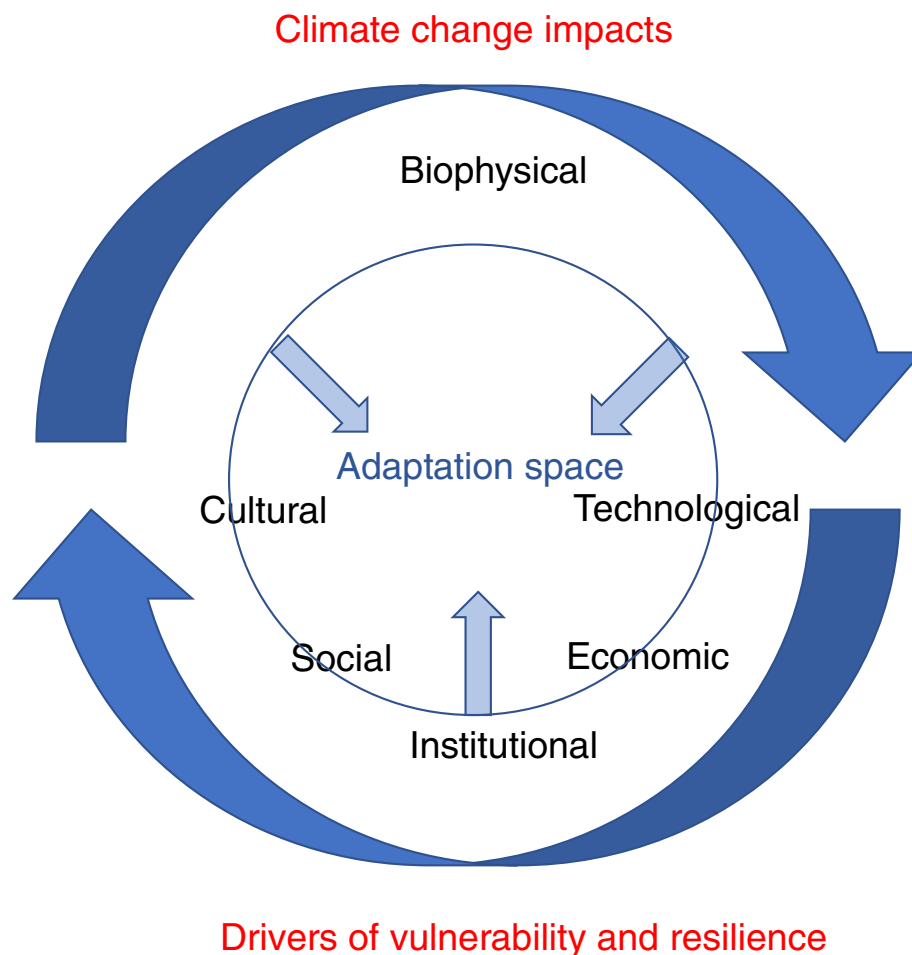 Climate change impacts
Biophysical
Adaptation space
Cultural
Technological
Social
Economic
Institutional
Drivers of vulnerability and resilience